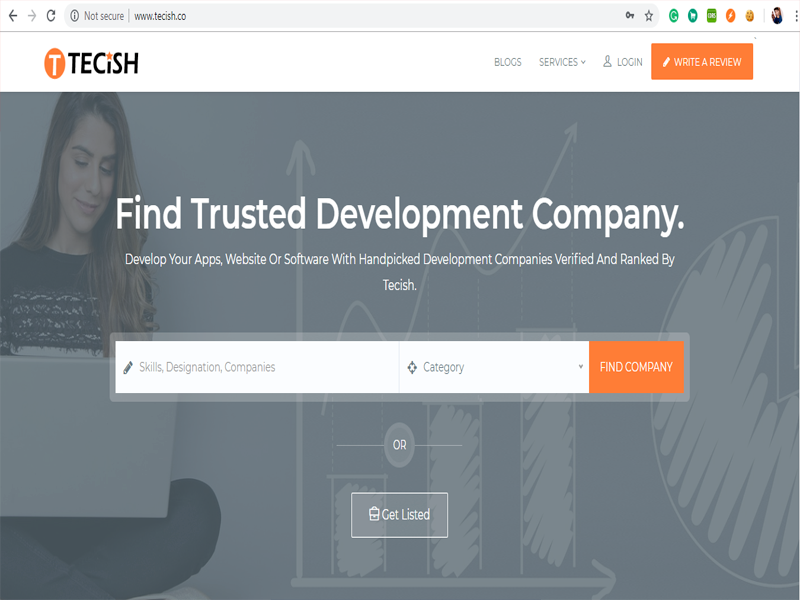 Not secure | www.tecish.co
T TECiSH
BLOGS SERVICES LOGIN WRITE A REVIEW
Find Trusted Development Company.
Develop Your Apps, Website Or Software With Handpicked Development Companies Verified And Ranked By
Tecish.
Skills, Designation, Companies Category FIND COMPANY
OR
Get Listed